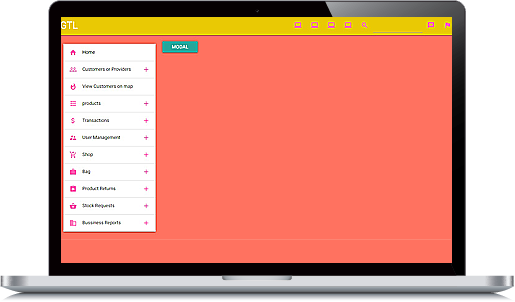 GTL
MODAL
Home
Customers or Providers
View Customers on map
products
Transactions
User Management
Shop
Bag
Product Returns
Stock Requests
Bussiness Reports